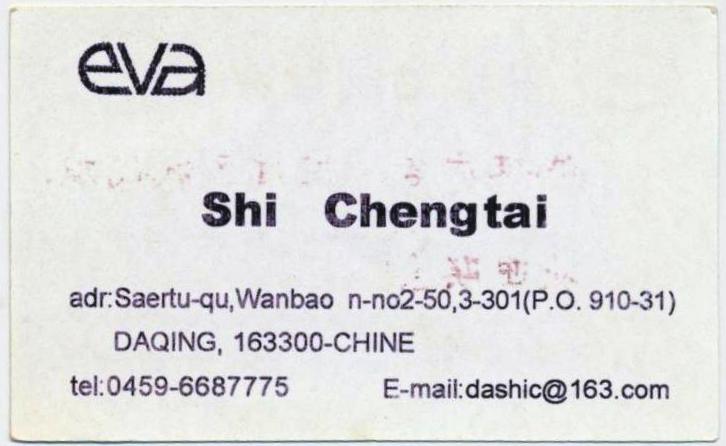 eva
Shi Chengtai
adr:Saertu-qu,Wanbao n-no2-50,3-301(P.O. 910-31)
DAQING, 163300-CHINE
tel:0459-6687775 E-mail:dashic@163.com